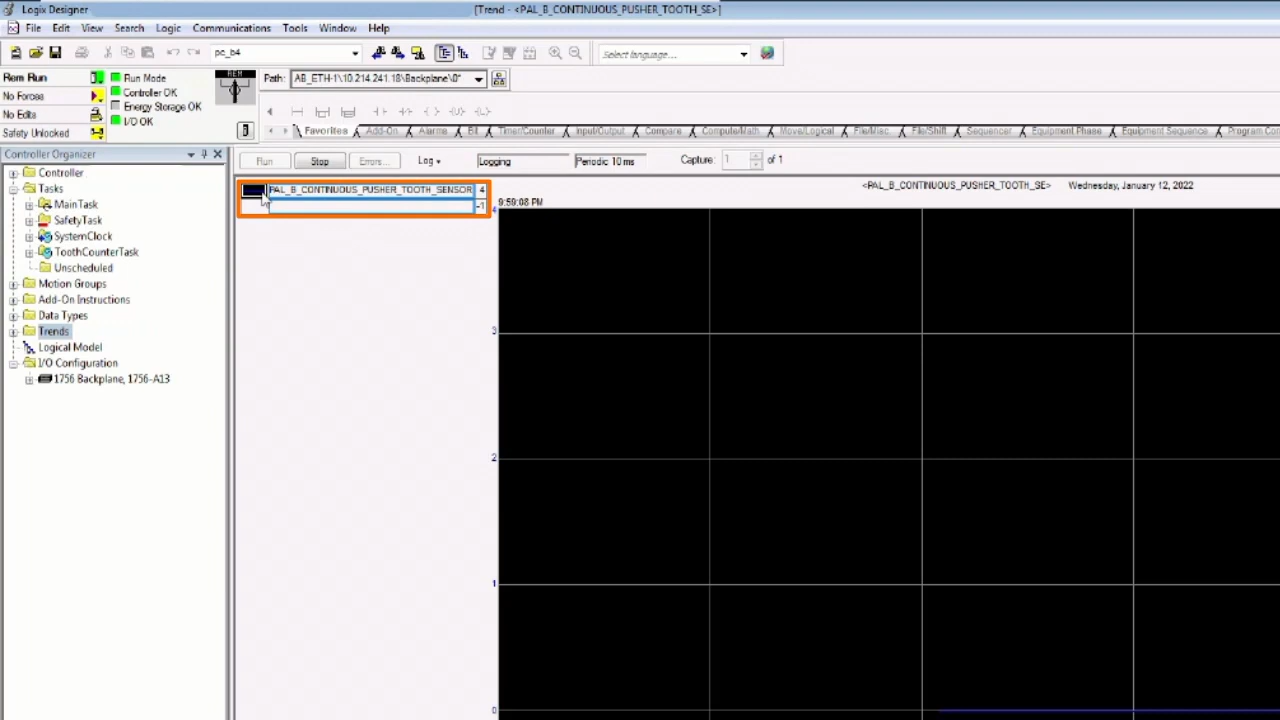 Logix Designer
[Trend - <PAL_B_CONTINUOUS_PUSHER_TOOTH_SE>]
File Edit View Search Logic Communications Tools Window Help
pc_b4
Select language...
Rem Run
Run Mode
REM
Path: AB_ETH-1\10.214.241.18\Backplane\0*
No Forces
Controller OK
Energy Storage OK
No Edits
I/O OK
Safety Unlocked
Favorites Add-On Alarms Bit Timer/Counter Input/Output Compare Compute/Math Move/Logical File/Misc. File/Shift Sequencer Equipment Phase Equipment Sequence Program Con
Controller Organizer
Run Stop Errors... Log Logging Periodic 10 ms Capture: 1 of 1
Controller
Tasks
MainTask
SafetyTask
SystemClock
ToothCounterTask
Unscheduled
Motion Groups
Add-On Instructions
Data Types
Trends
Logical Model
I/O Configuration
1756 Backplane, 1756-A13
PAL_B_CONTINUOUS_PUSHER_TOOTH_SENSOR 4
-1
<PAL_B_CONTINUOUS_PUSHER_TOOTH_SE> Wednesday, January 12, 2022
9:59:08 PM
4
3
2
1
0